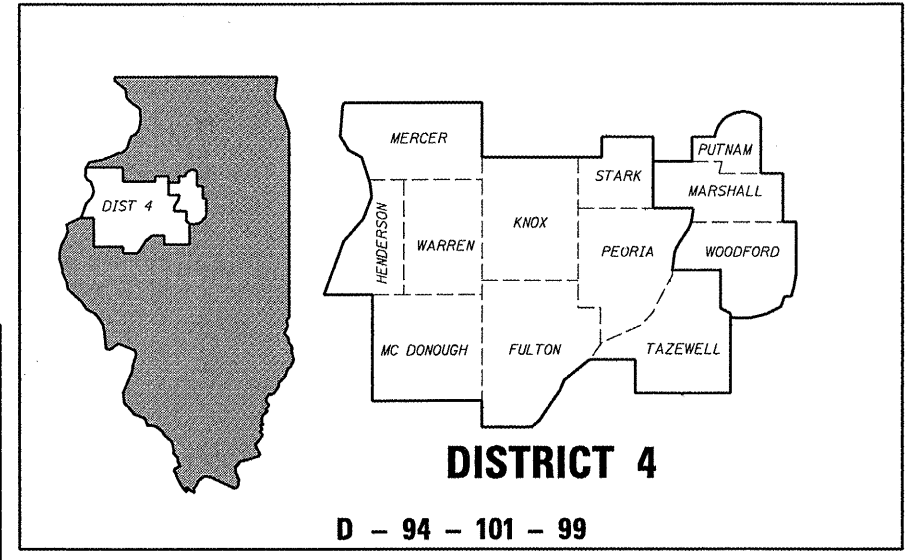 DIST 4
MERCER
HENDERSON
WARREN
KNOX
STARK
PUTNAM
MARSHALL
PEORIA
WOODFORD
MC DONOUGH
FULTON
TAZEWELL
DISTRICT 4
D – 94 – 101 – 99